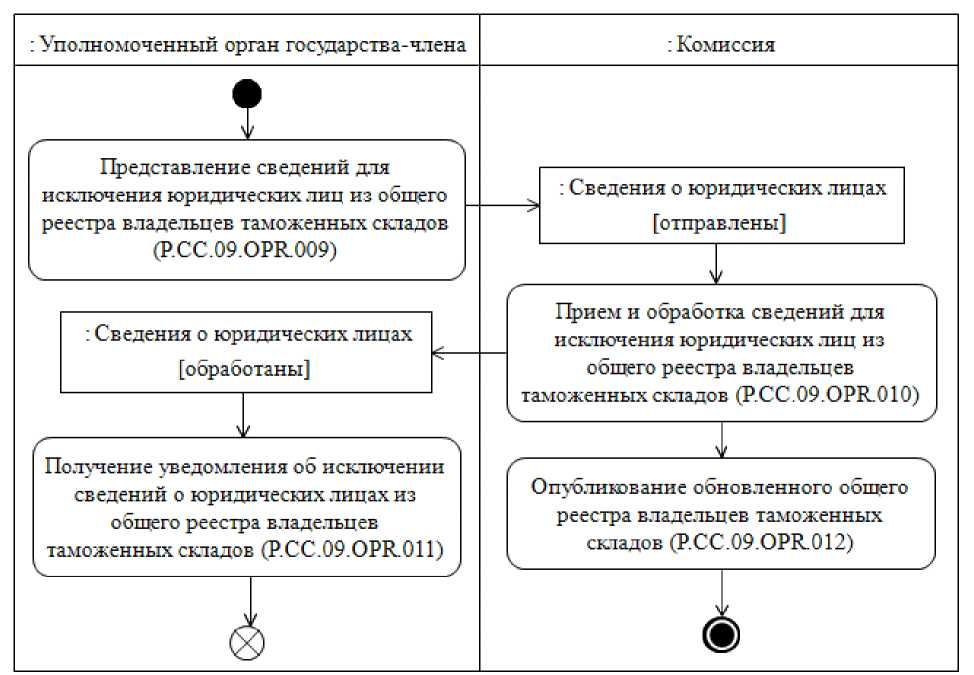 : Уполномоченный орган государства-члена
: Комиссия
Представление сведений для
исключения юридических лиц из общего
реестра владельцев таможенных складов
(P.CC.09.OPR.009)
: Сведения о юридических лицах
[отправлены]
Прием и обработка сведений для
исключения юридических лиц из
общего реестра владельцев
таможенных складов (P.CC.09.OPR.010)
: Сведения о юридических лицах
[обработаны]
Получение уведомления об исключении
сведений о юридических лицах из
общего реестра владельцев
таможенных складов (P.CC.09.OPR.011)
Опубликование обновленного общего
реестра владельцев таможенных
складов (P.CC.09.OPR.012)